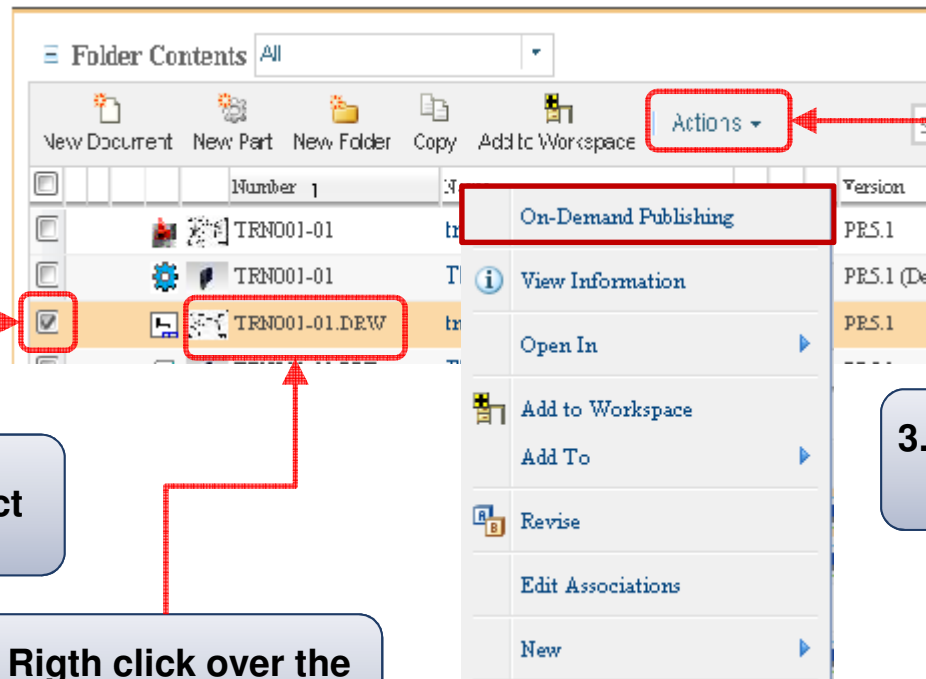 Folder Contents All
New Document New Part New Folder Copy Add to Workspace Actions
Number 1 Version
TRN001-01 PR5.1
TRN001-01 PR5.1
TRN001-01.DRW PR5.1
On-Demand Publishing
View Information
Open In
Add to Workspace
Add To
Revise
Edit Associations
New
3.
ct
Rigth click over the